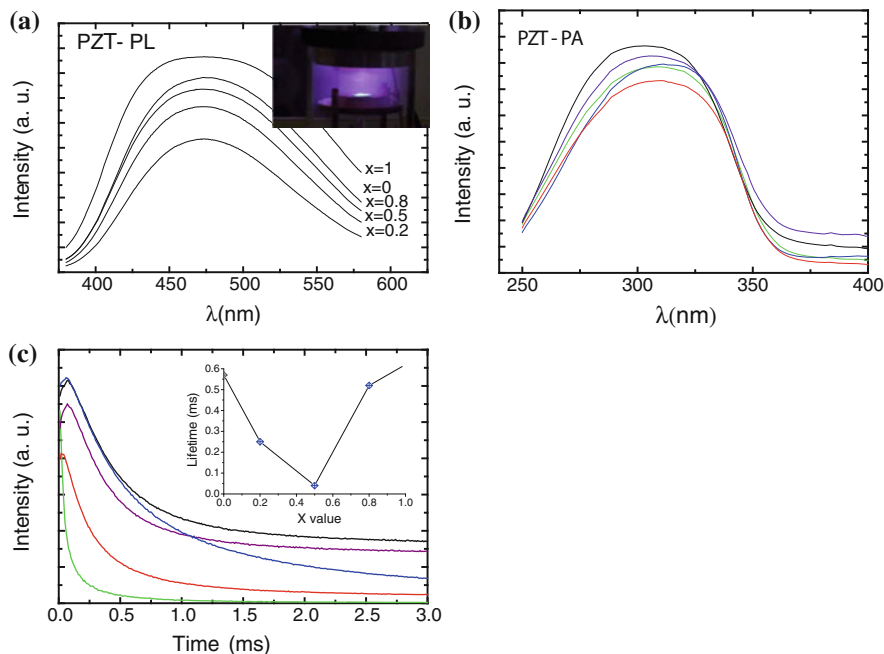 (a)
PZT- PL
Intensity (a. u.)
x=1
x=0
x=0.8
x=0.5
x=0.2
400 450 500 550 600
λ(nm)
(b)
PZT - PA
Intensity (a. u.)
250 300 350 400
λ(nm)
(c)
Intensity (a. u.)
0.0 0.5 1.0 1.5 2.0 2.5 3.0
Time (ms)
Lifetime (ms)
0.6
0.5
0.4
0.3
0.2
0.1
0.0
0.0 0.2 0.4 0.6 0.8 1.0
X value